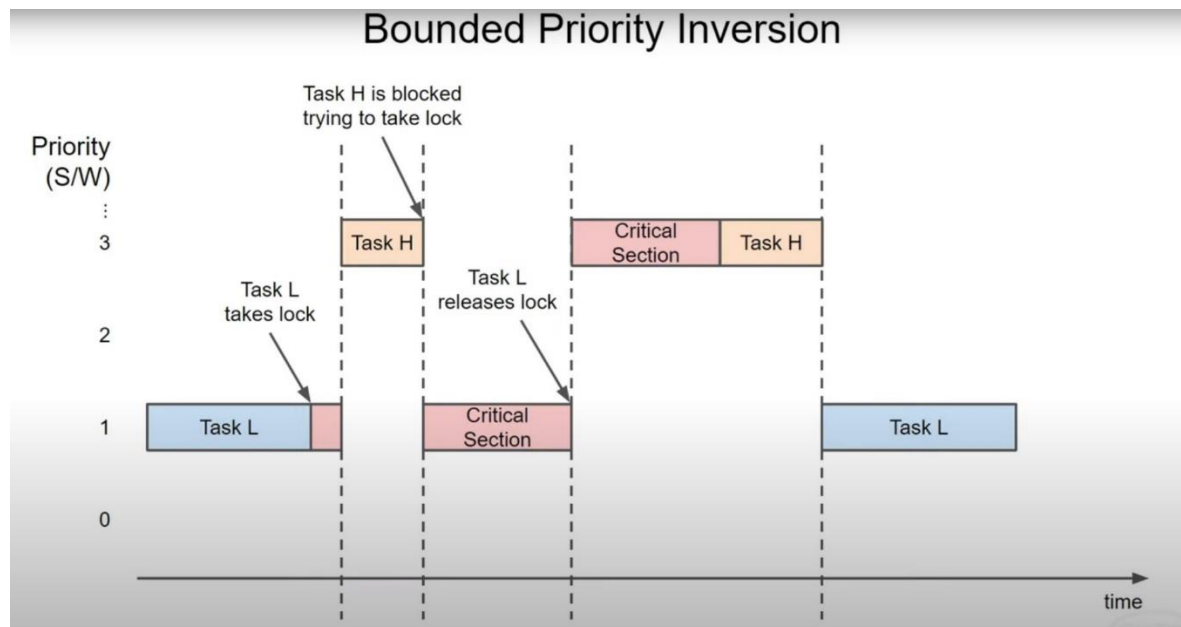 Bounded Priority Inversion
Task H is blocked
trying to take lock
Priority
(S/W)
⋮
3
Task H
Critical
Section
Task H
Task L
releases lock
Task L
takes lock
2
1
Task L
Critical
Section
Task L
0
time